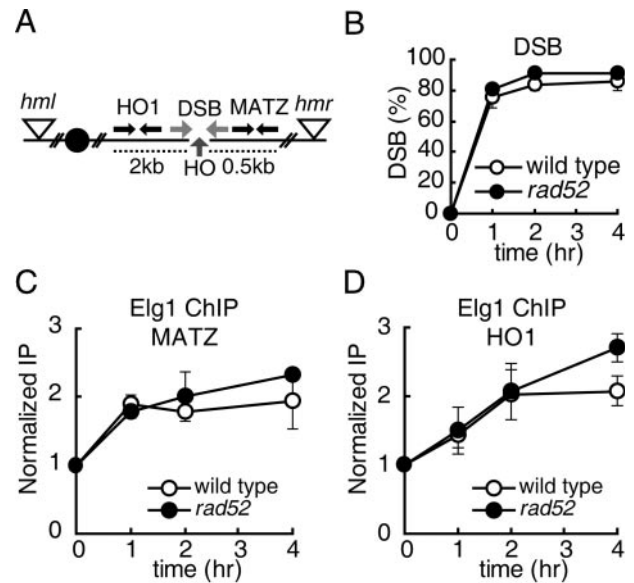 A
hml
HO1
DSB
MATZ
hmr
2kb
HO
0.5kb
B
DSB
DSB (%)
100
80
60
40
20
0
wild type
rad52
0 1 2 3 4
time (hr)
C
Elg1 ChIP
MATZ
Normalized IP
3
2
1
0
wild type
rad52
0 1 2 3 4
time (hr)
D
Elg1 ChIP
HO1
Normalized IP
3
2
1
0
wild type
rad52
0 1 2 3 4
time (hr)